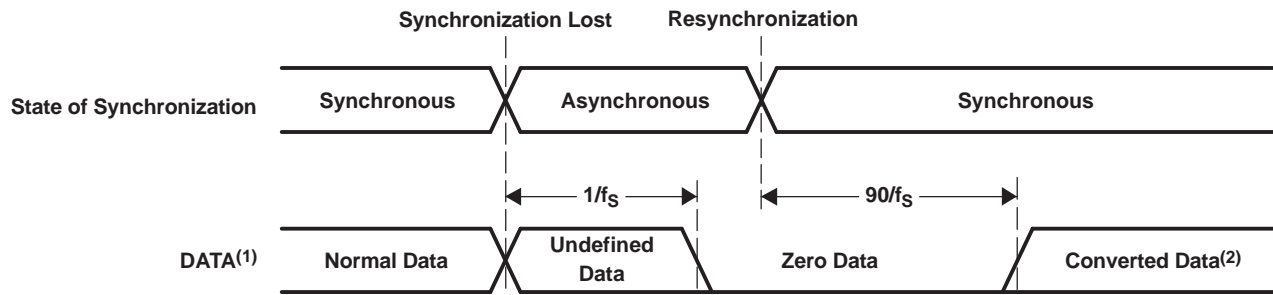 Synchronization Lost Resynchronization
State of Synchronization Synchronous Asynchronous Synchronous
1/fS 90/fS
DATA(1) Normal Data Undefined Data Zero Data Converted Data(2)